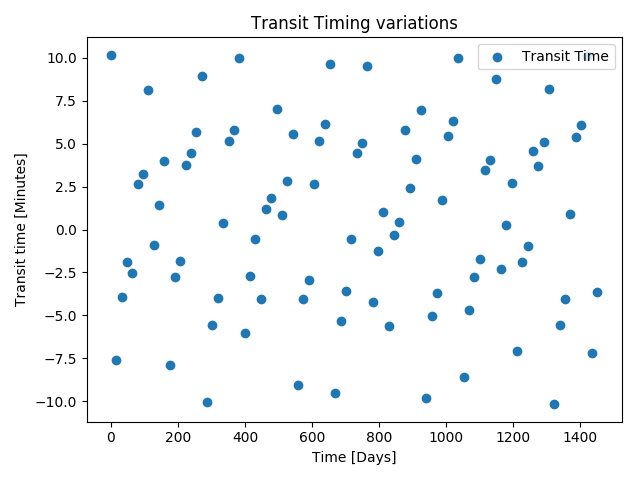 Transit Timing variations
Transit Time
10.0
7.5
5.0
2.5
0.0
−2.5
−5.0
−7.5
−10.0
Transit time [Minutes]
0 200 400 600 800 1000 1200 1400
Time [Days]